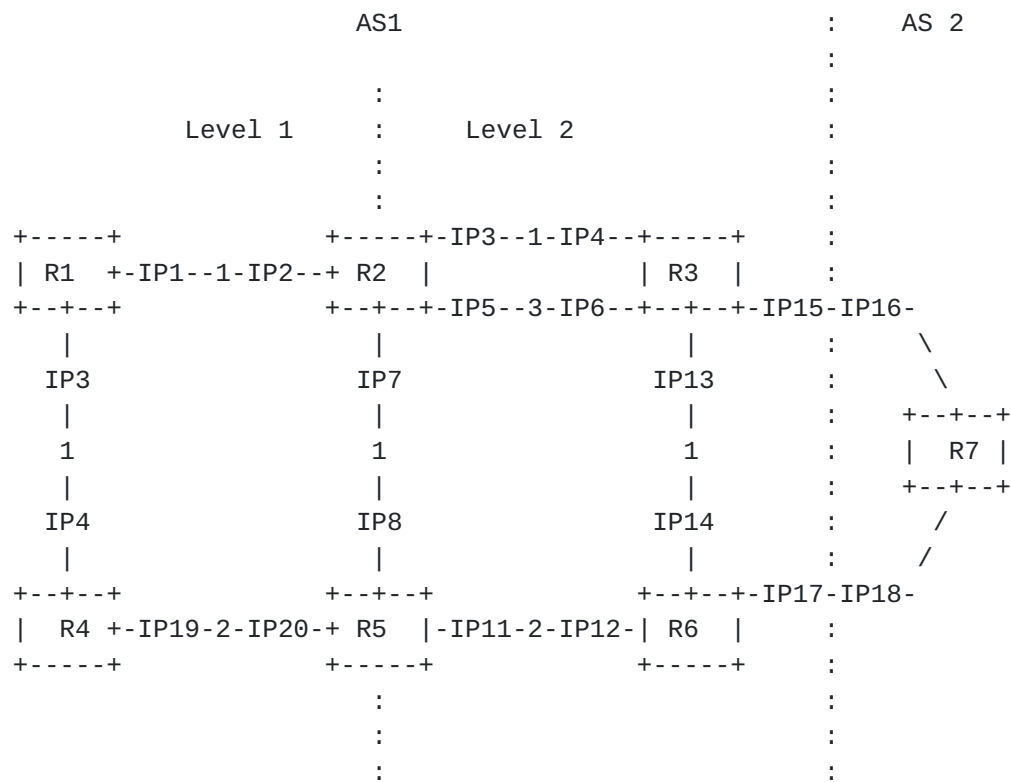 AS1                           :    AS 2
                                                    :
                       :                            :
           Level 1     :     Level 2                :
                       :                            :
                       :                            :
+-----+             +-----+-IP3--1-IP4--+-----+     :
| R1  +-IP1--1-IP2--+ R2  |             | R3  |     :
+--+--+             +--+--+-IP5--3-IP6--+--+--+-IP15-IP16-
   |                   |                   |        :     \
  IP3                 IP7                IP13       :      \
   |                   |                   |        :    +--+--+
   1                   1                   1        :    |  R7 |
   |                   |                   |        :    +--+--+
  IP4                 IP8                IP14       :      /
   |                   |                   |        :     /
+--+--+             +--+--+             +--+--+-IP17-IP18-
|  R4 +-IP19-2-IP20-+ R5  |-IP11-2-IP12-| R6  |     :
+-----+             +-----+             +-----+     :
                       :                            :
                       :                            :
                       :                            :